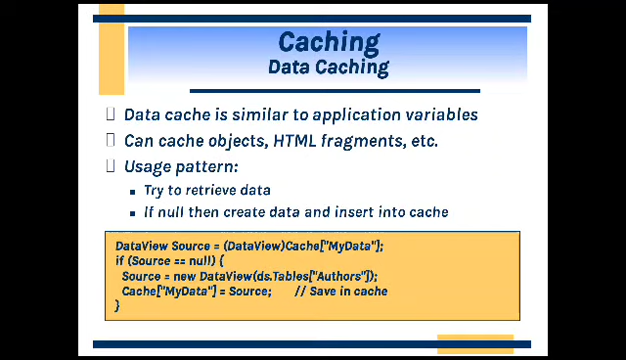 Caching
Data Caching
Data cache is similar to application variables
Can cache objects, HTML fragments, etc.
Usage pattern:
Try to retrieve data
If null then create data and insert into cache
DataView Source = (DataView)Cache["MyData"];
if (Source == null) {
Source = new DataView(ds.Tables["Authors"]);
Cache["MyData"] = Source; // Save in cache
}